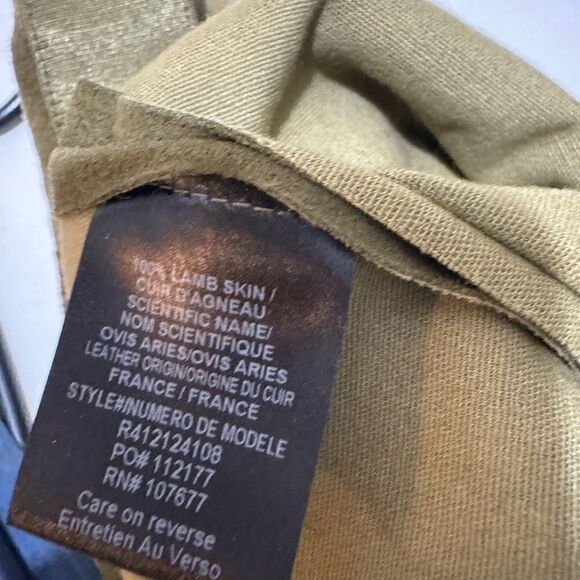 100% LAMB SKIN /
CUIR D'AGNEAU
SCIENTIFIC NAME/
NOM SCIENTIFIQUE
OVIS ARIES/OVIS ARIES
LEATHER ORIGIN/ORIGINE DU CUIR
FRANCE / FRANCE
STYLE#/NUMERO DE MODELE
R412124108
PO# 112177
RN# 107677
Care on reverse
Entretien Au Verso